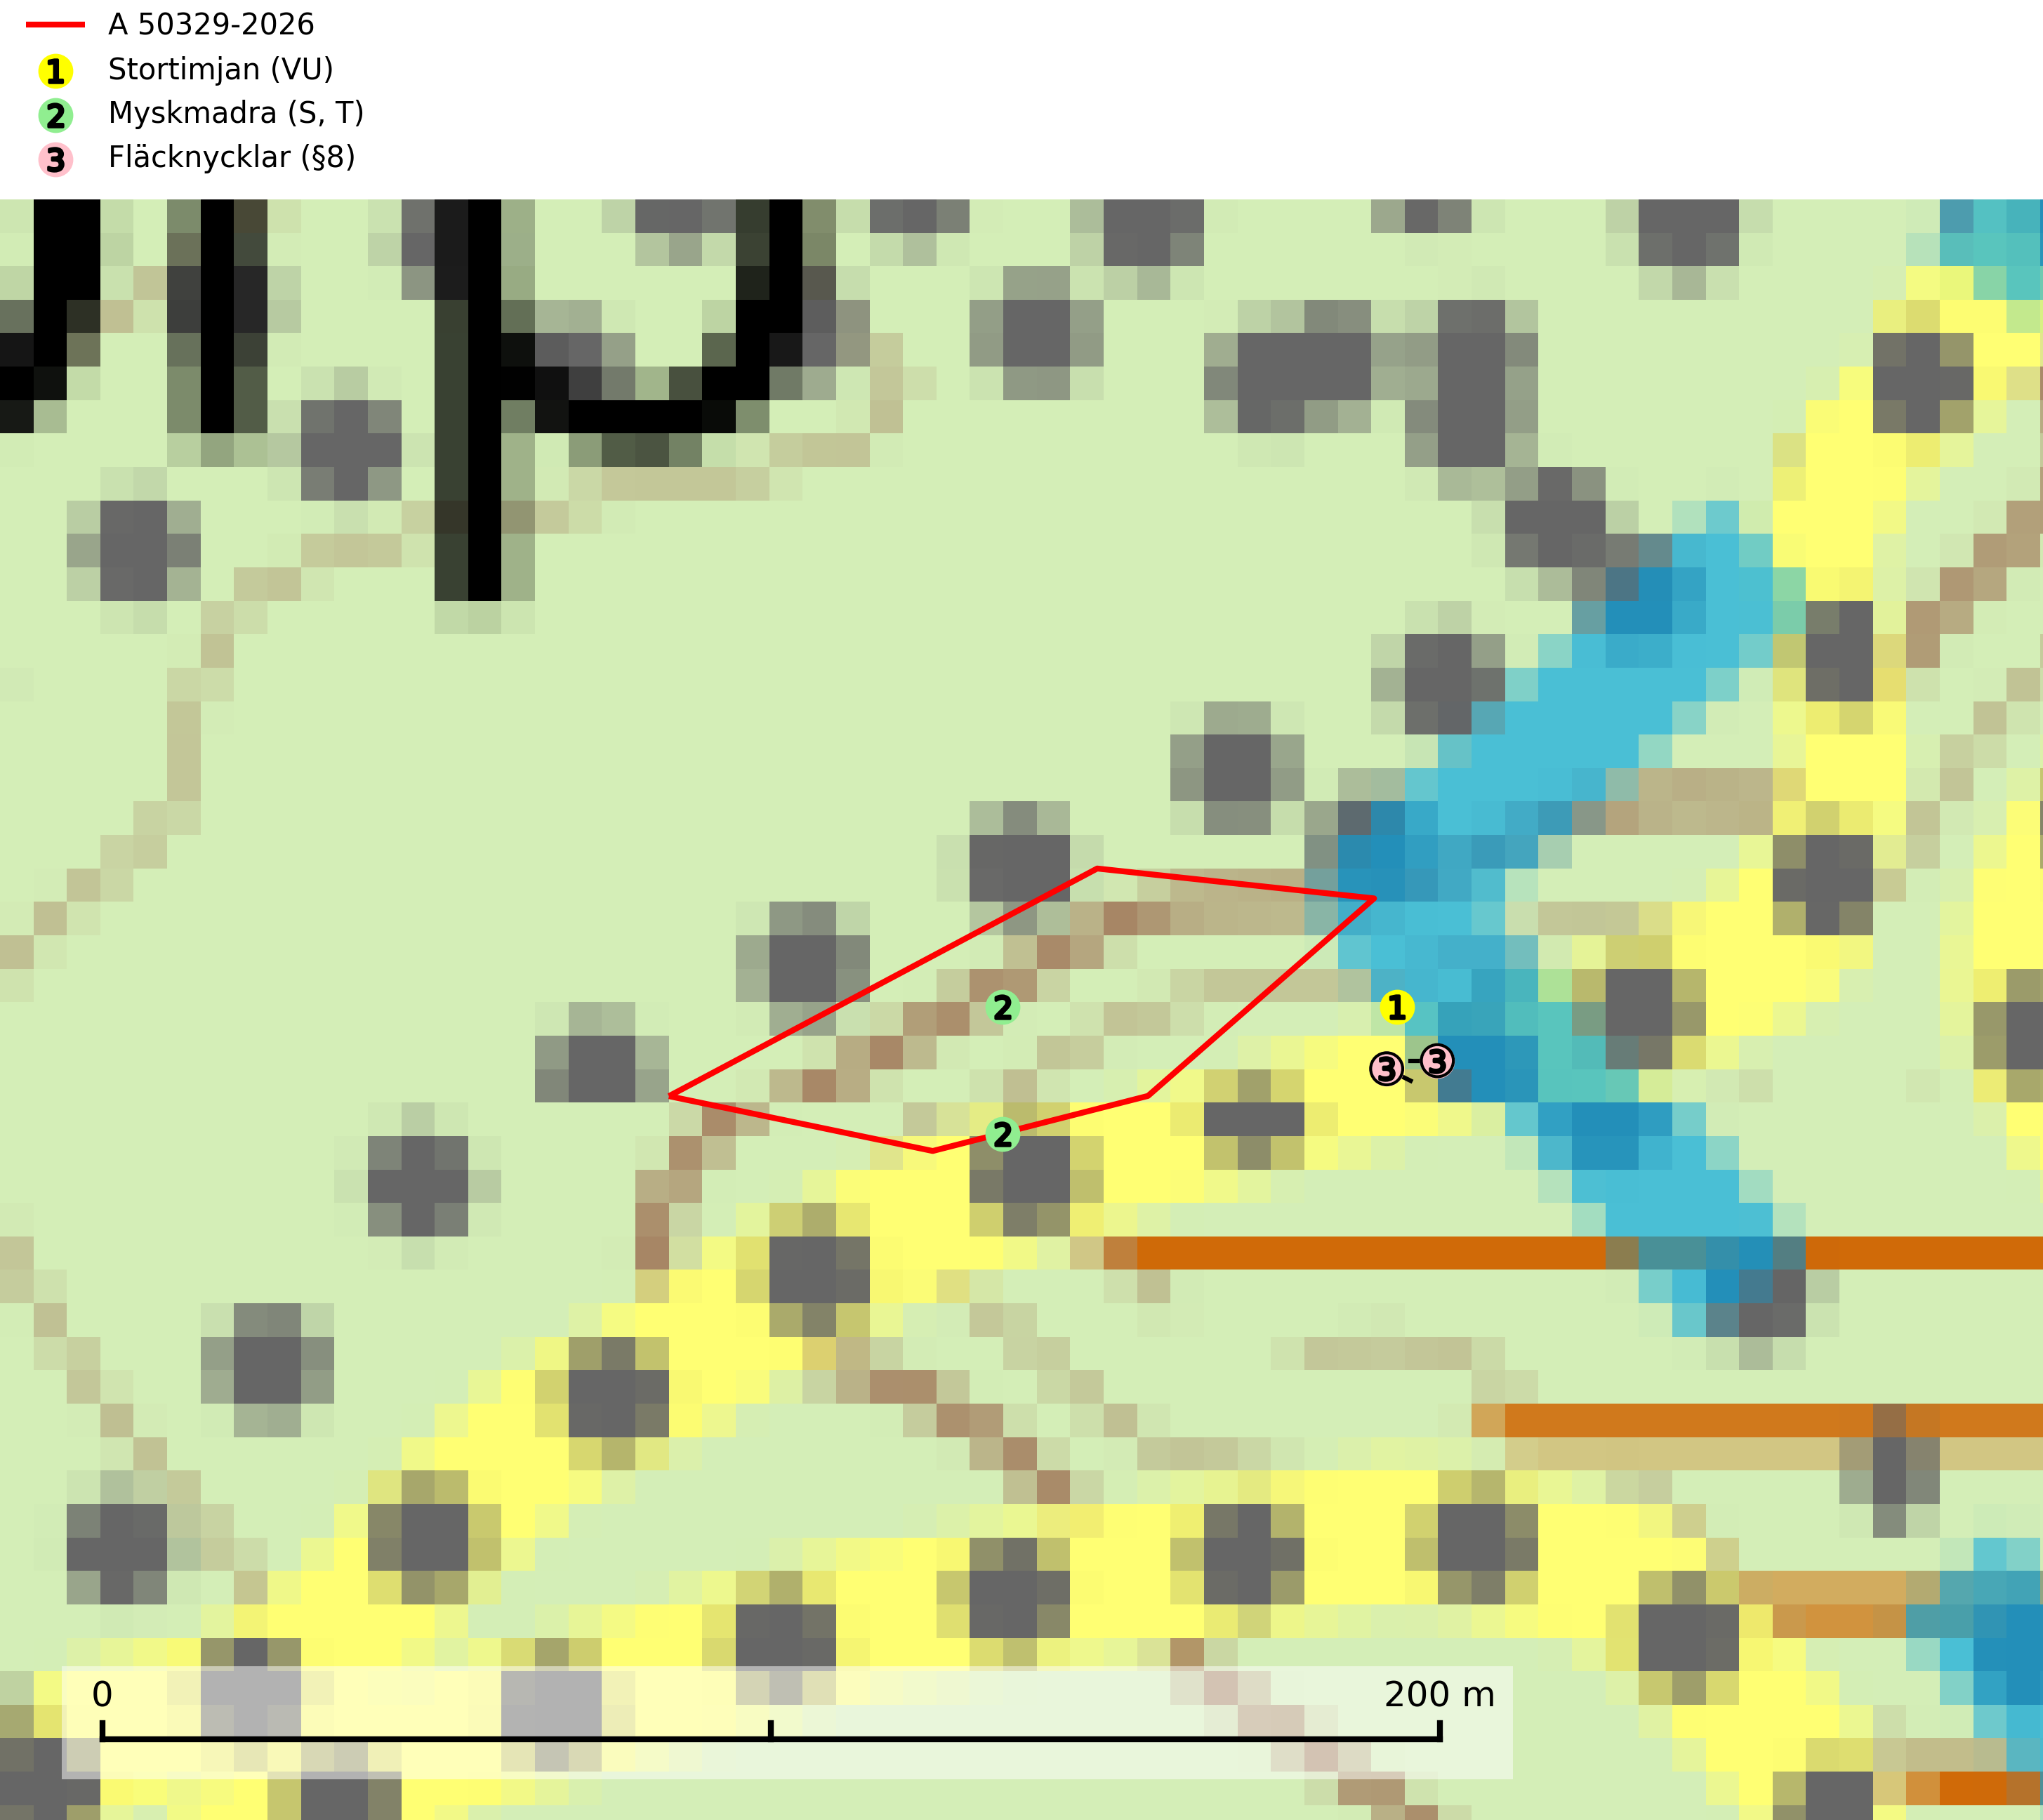 A 50329-2026
1 Stortimjan (VU)
2 Myskmadra (S, T)
3 Fläcknycklar (§8)
2
1
3 3
2
0 200 m